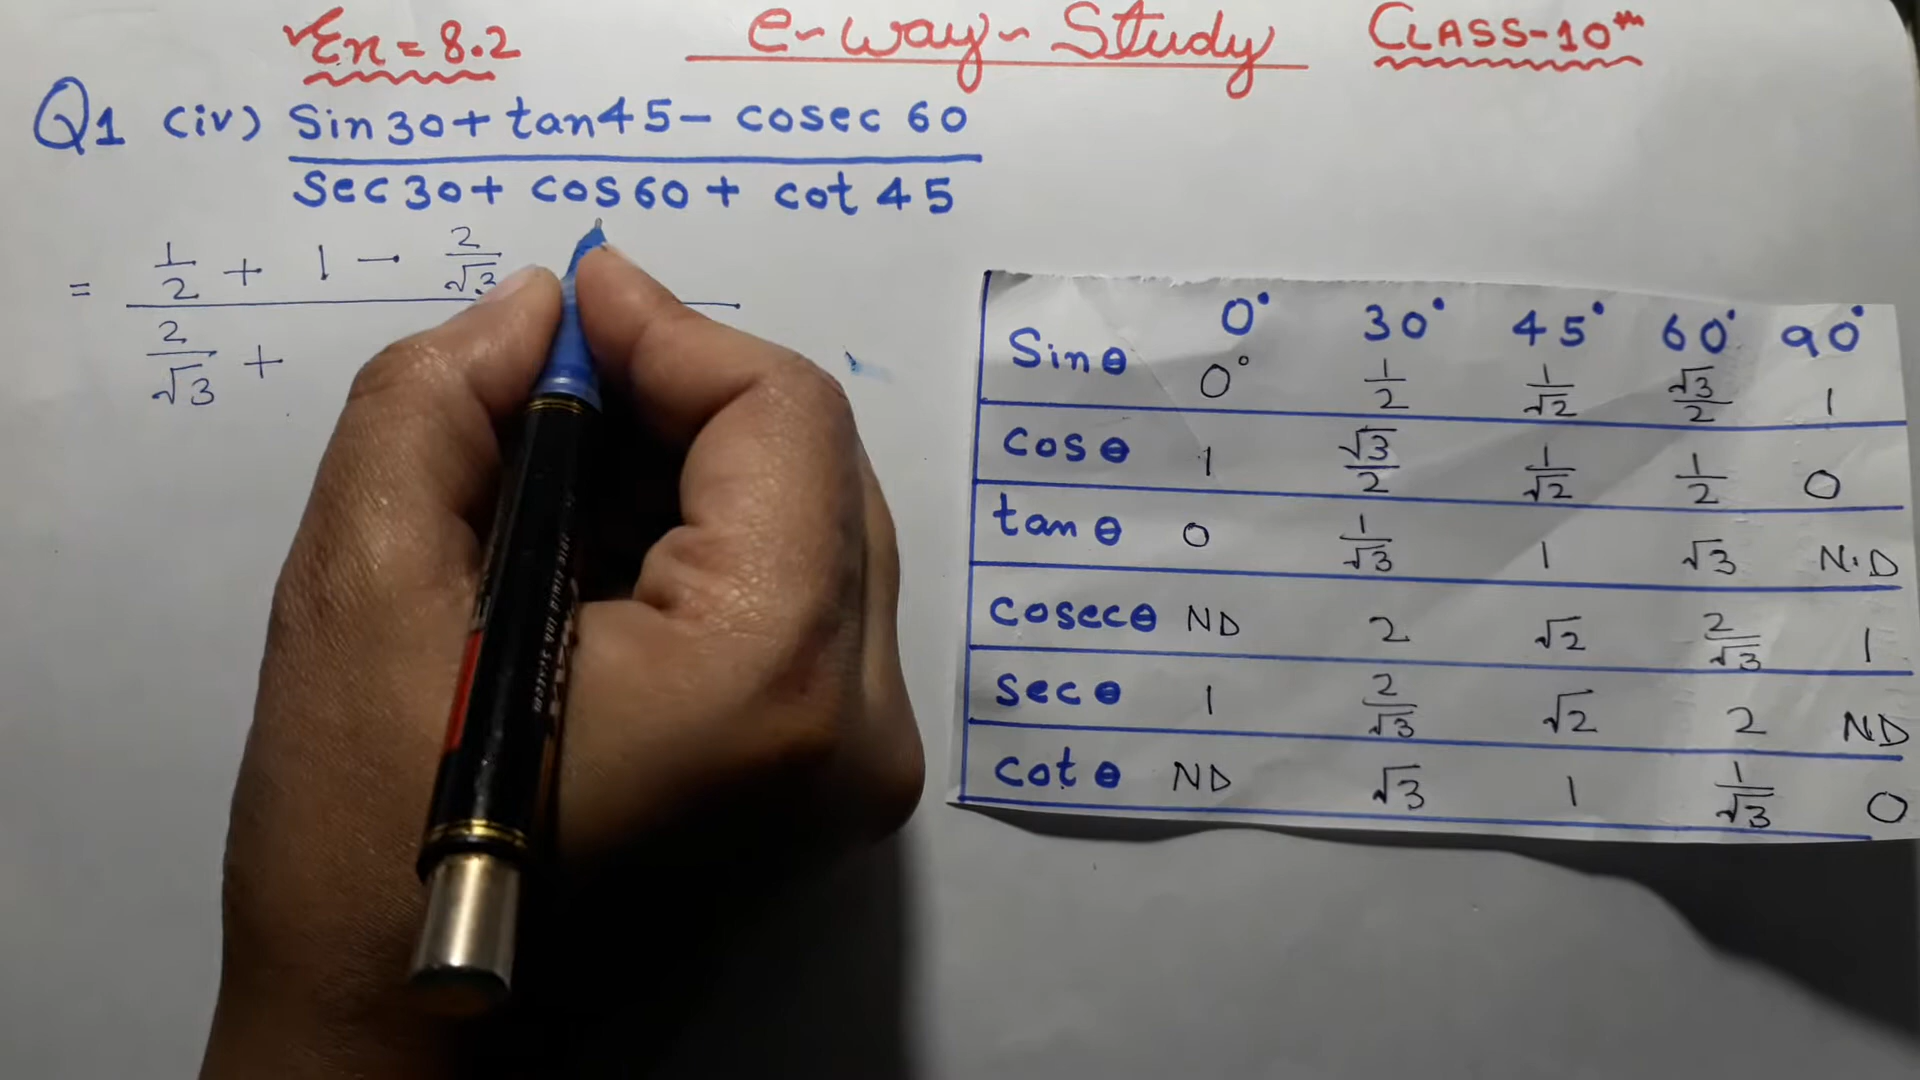 Ex = 8.2 e-way-Study CLASS-10th
Q1 (iv) Sin 30 + tan 45 - cosec 60
sec 30 + cos 60 + cot 45
= 1/2 + 1 - 2/√3
2/√3 +
0° 30° 45° 60° 90°
Sin θ 0° 1/2 1/√2 √3/2 1
cos θ 1 √3/2 1/√2 1/2 0
tan θ 0 1/√3 1 √3 N.D
cosec θ ND 2 √2 2/√3 1
sec θ 1 2/√3 √2 2 ND
cot θ ND √3 1 1/√3 0